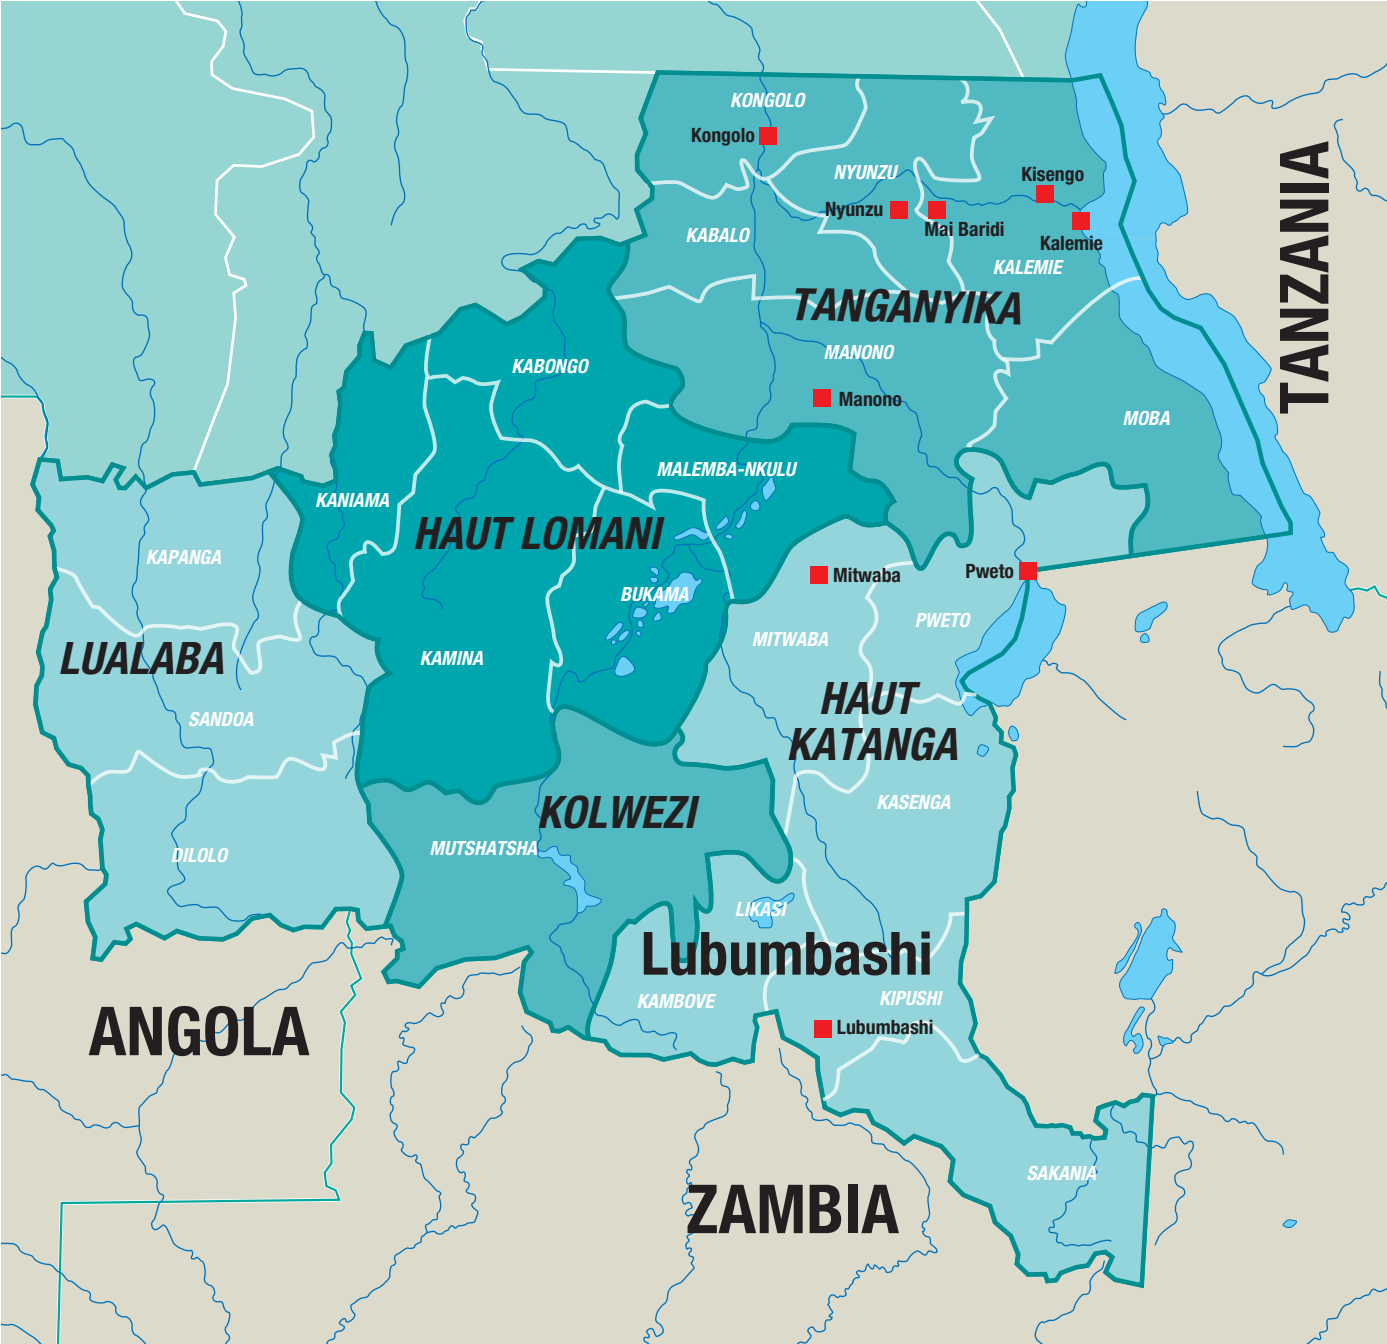 KONGOLO
Kongolo
TANZANIA
NYUNZU
Kisengo
Nyunzu
Mai Baridi
KABALO
Kalemie
KALEMIE
TANGANYIKA
MANONO
KABONGO
Manono
MOBA
MALEMBA-NKULU
KANIAMA
HAUT LOMANI
KAPANGA
Mitwaba
Pweto
BUKAMA
PWETO
MITWABA
LUALABA
KAMINA
SANDOA
HAUT
KATANGA
KASENGA
KOLWEZI
MUTSHATSHA
DILOLO
LIKASI
Lubumbashi
KAMBOVE
KIPUSHI
Lubumbashi
ANGOLA
SAKANIA
ZAMBIA